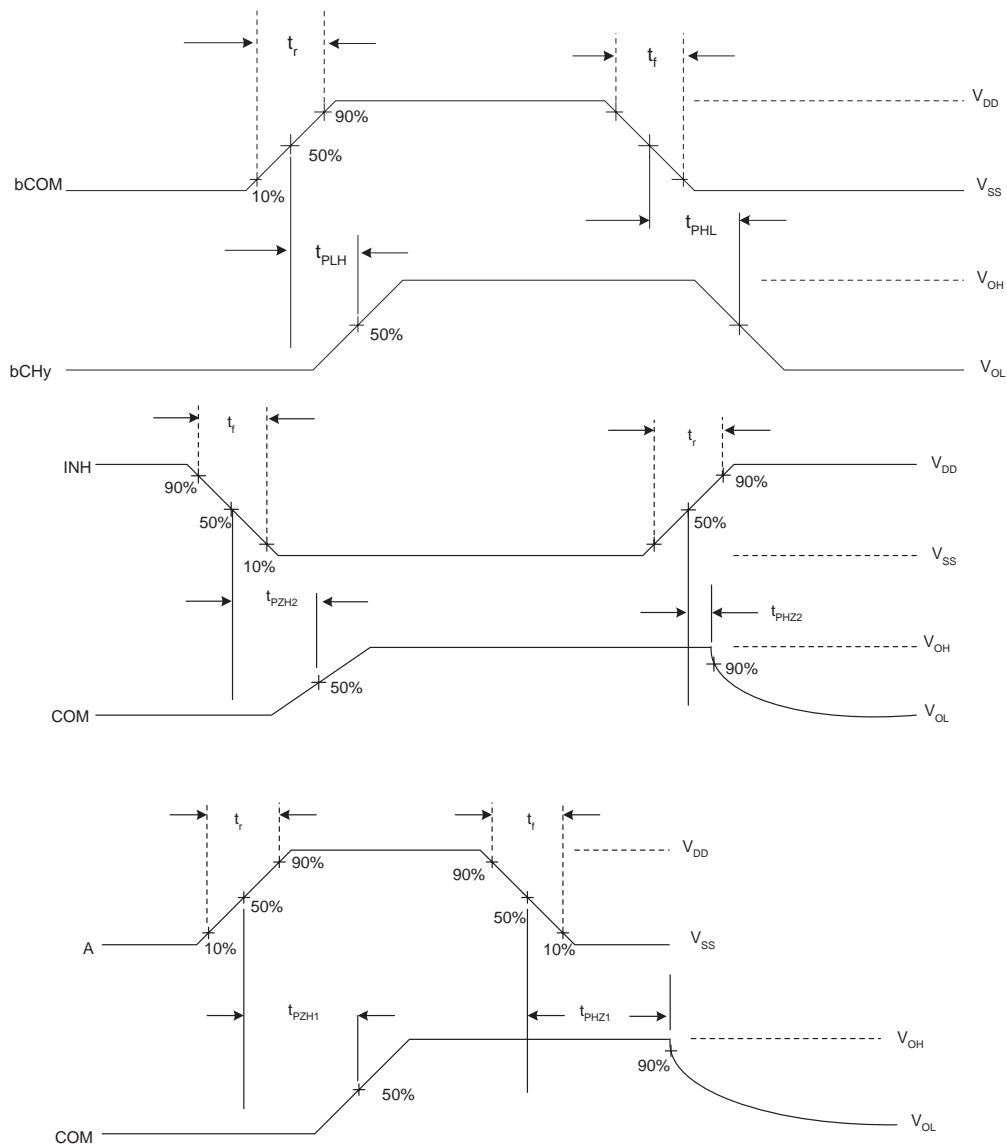 tr
tf
VDD
90%
50%
bCOM
10%
VSS
tPHL
tPLH
VOH
50%
bCHy
VOL
tf
tr
INH
VDD
90%
90%
50%
50%
10%
VSS
tPZH2
tPHZ2
VOH
90%
50%
COM
VOL
tr
tf
VDD
90%
90%
50%
50%
A
10%
10%
VSS
tPZH1
tPHZ1
VOH
90%
50%
COM
VOL